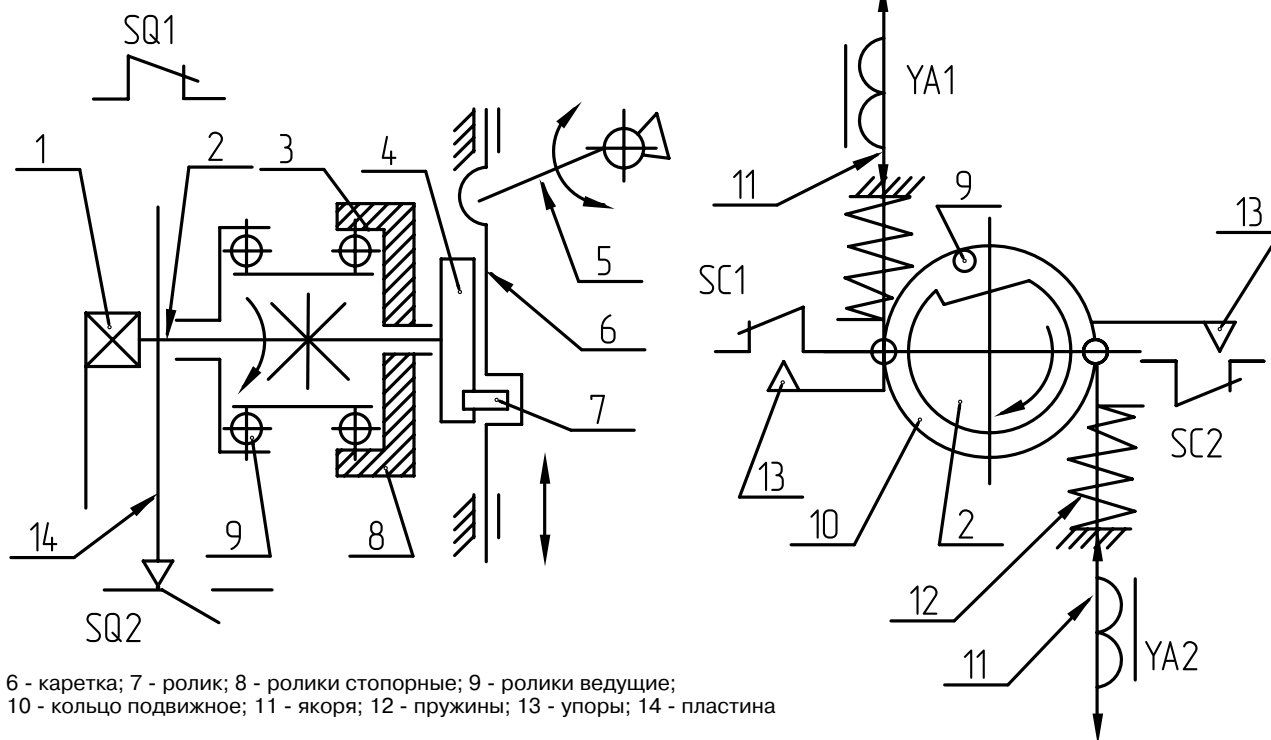 SQ1
YA1
1
2
3
4
11
9
13
SC1
5
6
7
14
9
8
13
10
2
SC2
12
SQ2
11
YA2
6 - каретка; 7 - ролик; 8 - ролики стопорные; 9 - ролики ведущие;
10 - кольцо подвижное; 11 - якоря; 12 - пружины; 13 - упоры; 14 - пластина